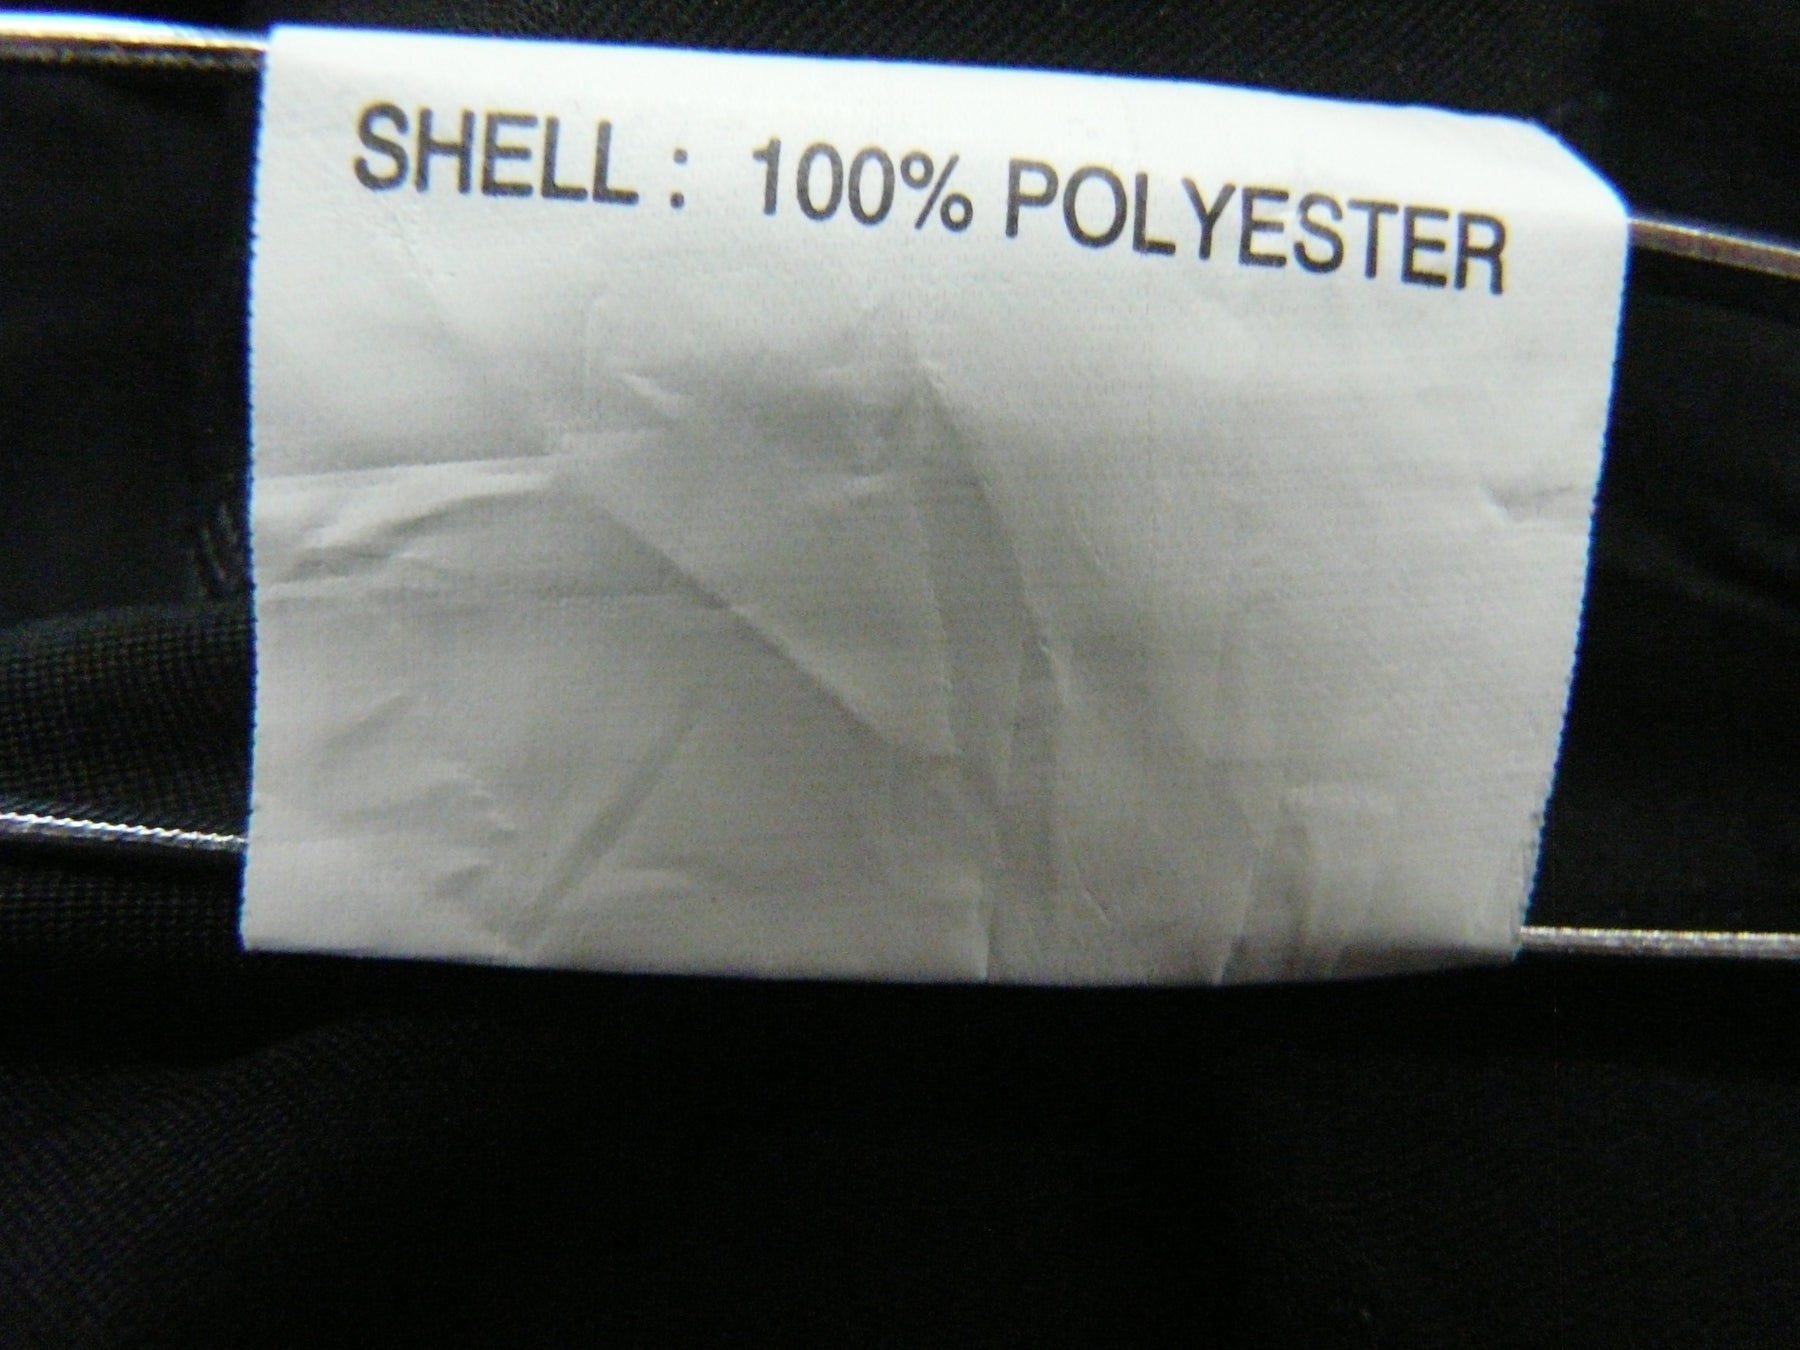 SHELL : 100% POLYESTER